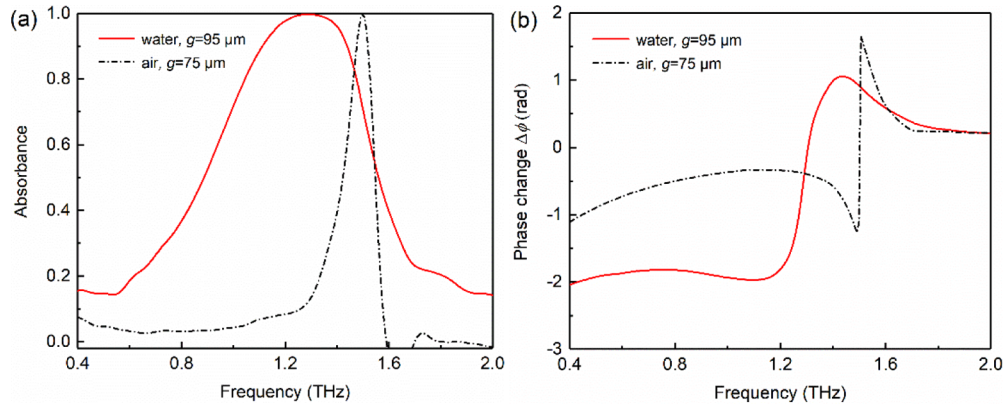 (a)
1.0
0.8
0.6
0.4
0.2
0.0
Absorbance
water, g=95 μm
air, g=75 μm
0.4 0.8 1.2 1.6 2.0
Frequency (THz)
(b)
2
1
0
-1
-2
-3
Phase change Δϕ (rad)
water, g=95 μm
air, g=75 μm
0.4 0.8 1.2 1.6 2.0
Frequency (THz)